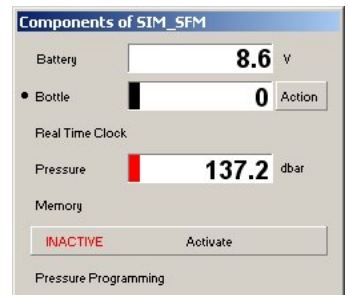 Components of SIM_SFM
Battery 8.6 V
Bottle 0 Action
Real Time Clock
Pressure 137.2 dbar
Memory
INACTIVE Activate
Pressure Programming